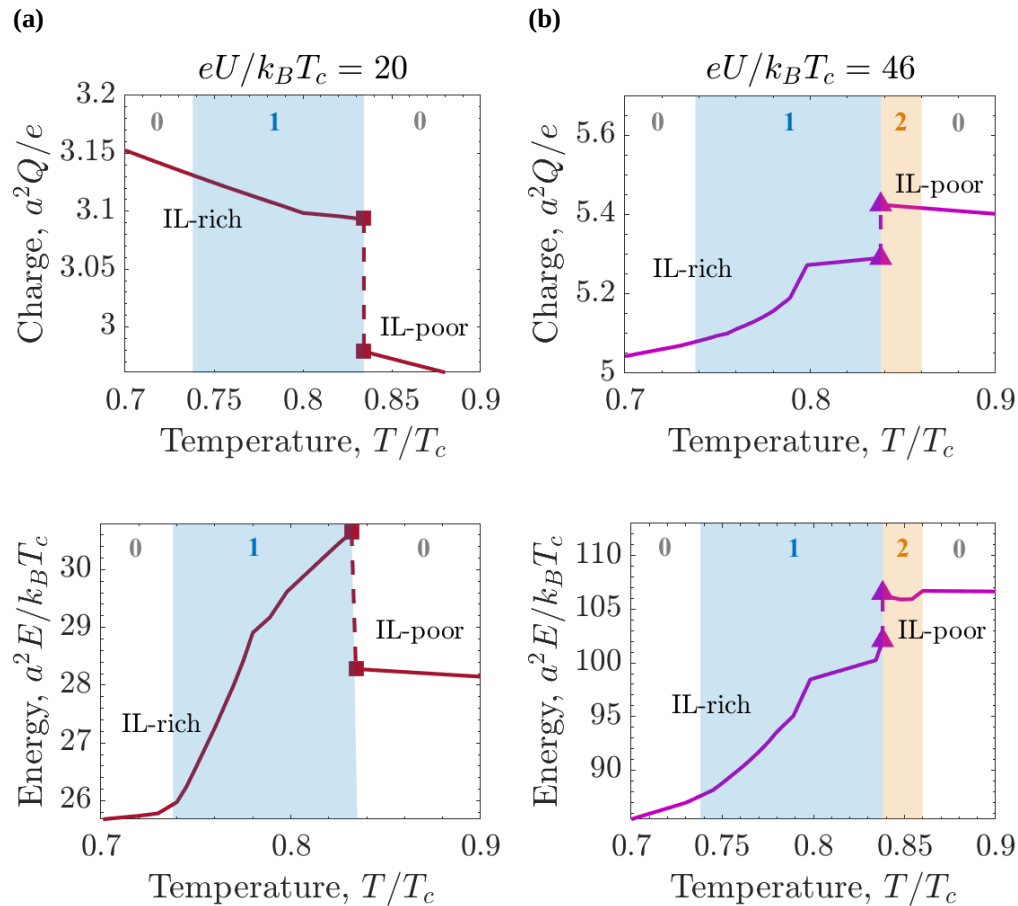 (a)
eU/k_BT_c = 20
3.2
3.15
3.1
3.05
3
0
1
0
IL-rich
IL-poor
0.7
0.75
0.8
0.85
0.9
Charge, a²Q/e
Temperature, T/T_c
(b)
eU/k_BT_c = 46
5.6
5.4
5.2
5
0
1
2
0
IL-poor
IL-rich
0.7
0.8
0.9
Charge, a²Q/e
Temperature, T/T_c
30
29
28
27
26
0
1
0
IL-poor
IL-rich
0.7
0.8
0.9
Energy, a²E/k_BT_c
Temperature, T/T_c
110
105
100
95
90
0
1
2
0
IL-poor
IL-rich
0.7
0.75
0.8
0.85
0.9
Energy, a²E/k_BT_c
Temperature, T/T_c